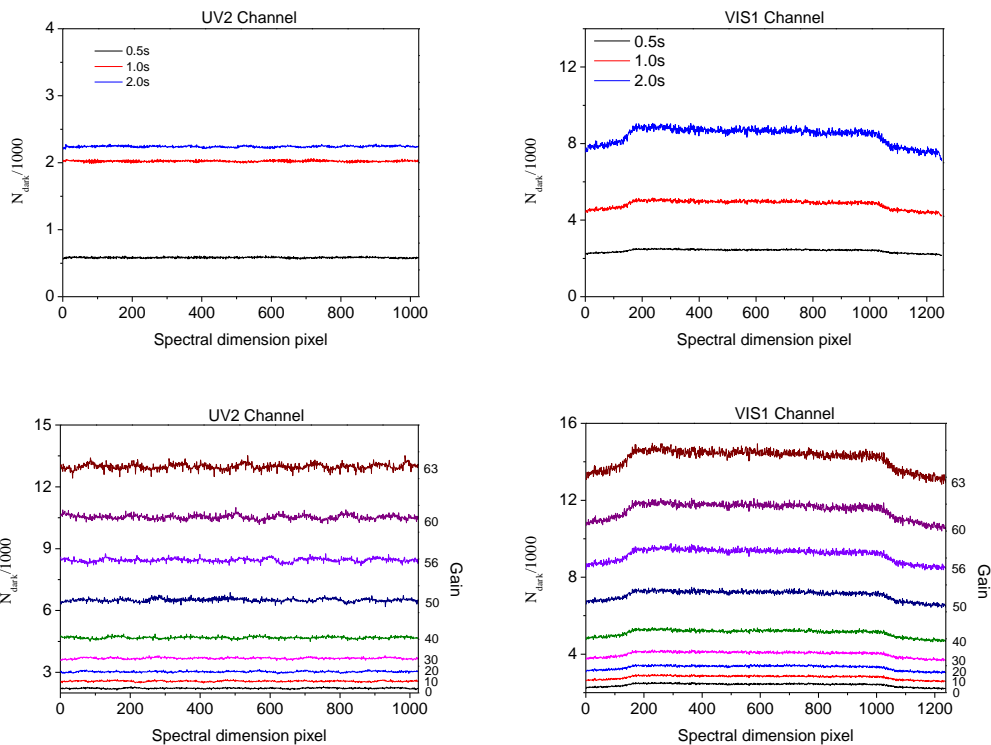 UV2 Channel
4
3
2
1
0
N_dark/1000
0.5s
1.0s
2.0s
0 200 400 600 800 1000
Spectral dimension pixel
VIS1 Channel
12
8
4
0
N_dark/1000
0.5s
1.0s
2.0s
0 200 400 600 800 1000 1200
Spectral dimension pixel
UV2 Channel
15
12
9
6
3
N_dark/1000
63
60
56
50
40
30
20
10
0
Gain
0 200 400 600 800 1000
Spectral dimension pixel
VIS1 Channel
16
12
8
4
N_dark/1000
63
60
56
50
40
30
20
10
0
Gain
0 200 400 600 800 1000 1200
Spectral dimension pixel